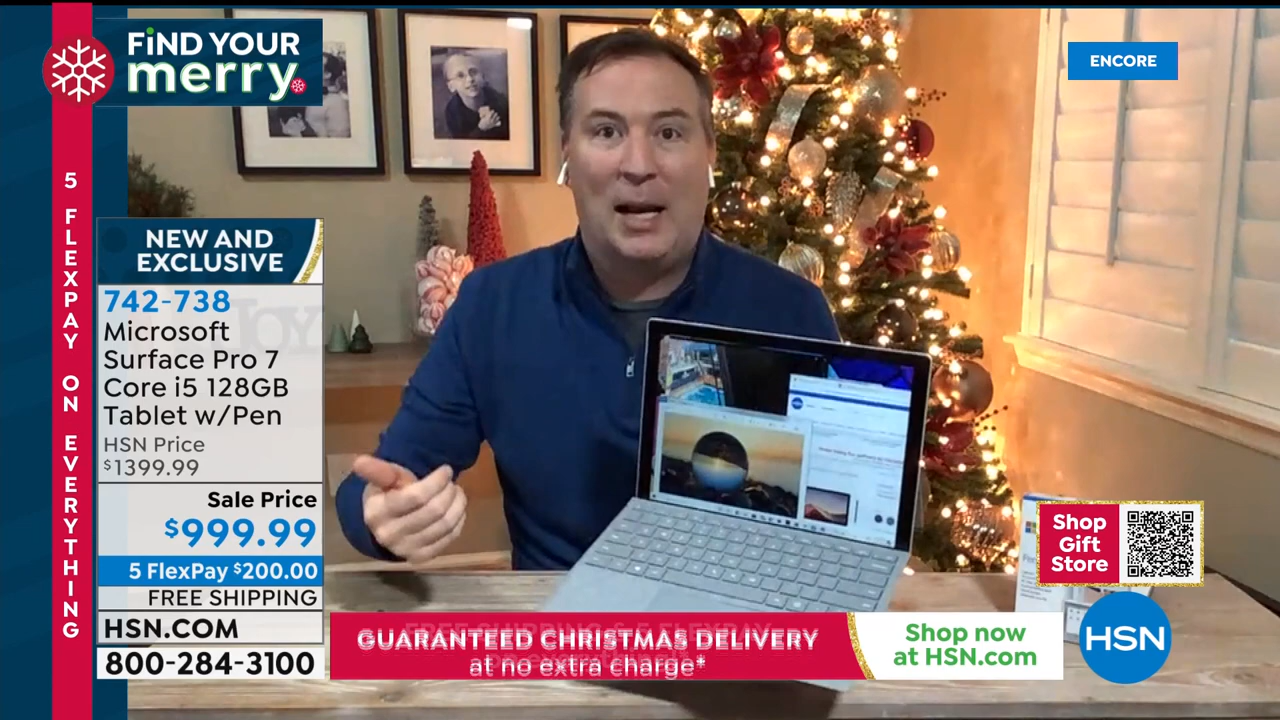 FiND YOUR
merry
5 FLEXPAY ON EVERYTHING
ENCORE
NEW AND
EXCLUSIVE
742-738
Microsoft
Surface Pro 7
Core i5 128GB
Tablet w/Pen
HSN Price
$1399.99
Sale Price
$999.99
5 FlexPay $200.00
FREE SHIPPING
HSN.COM
800-284-3100
GUARANTEED CHRISTMAS DELIVERY
at no extra charge*
Shop now
at HSN.com
Shop
Gift
Store
HSN
JOY